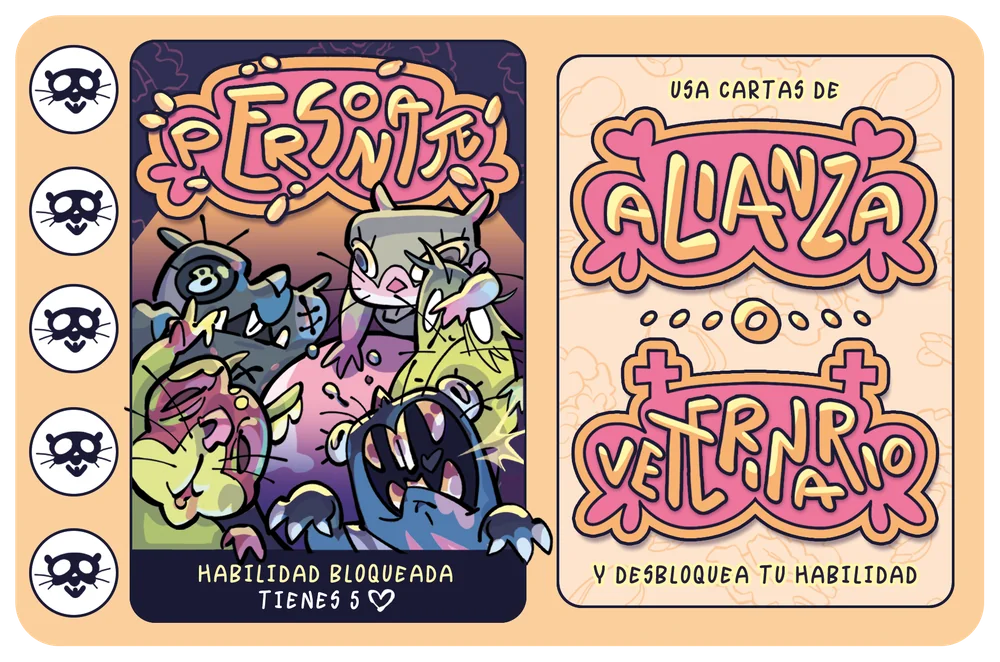 PERSONAJE
B
HABILIDAD BLOQUEADA
TIENES 5 ♡
USA CARTAS DE
ALIANZA
O
VETERINARIO
Y DESBLOQUEA TU HABILIDAD